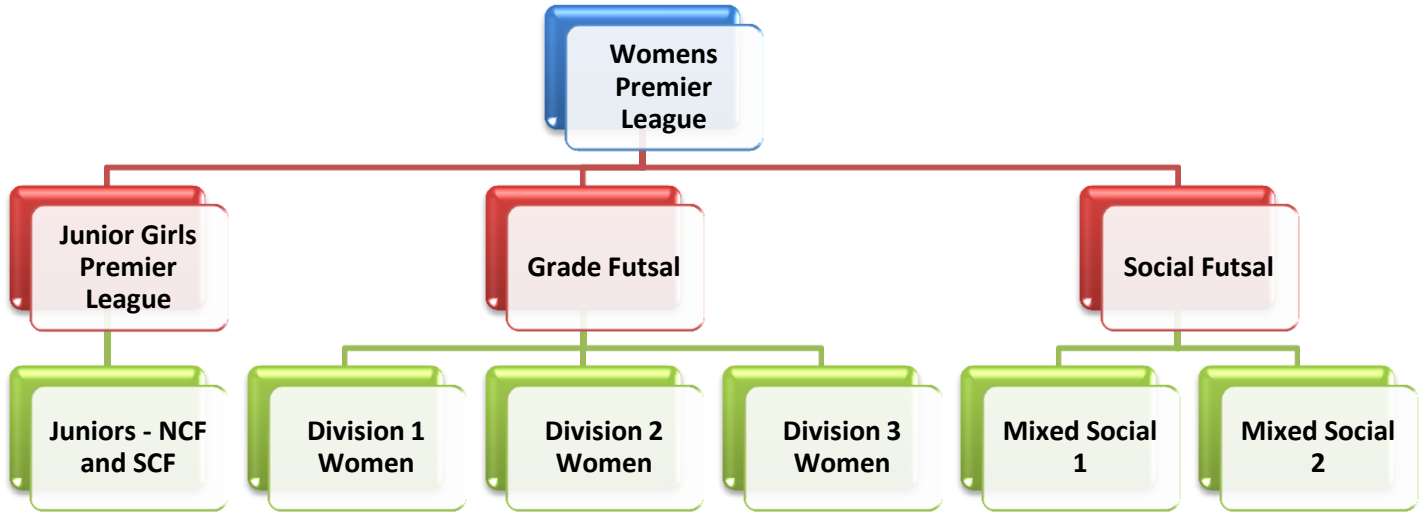 Womens
Premier
League
Junior Girls
Premier
League
Grade Futsal
Social Futsal
Juniors - NCF
and SCF
Division 1
Women
Division 2
Women
Division 3
Women
Mixed Social
1
Mixed Social
2